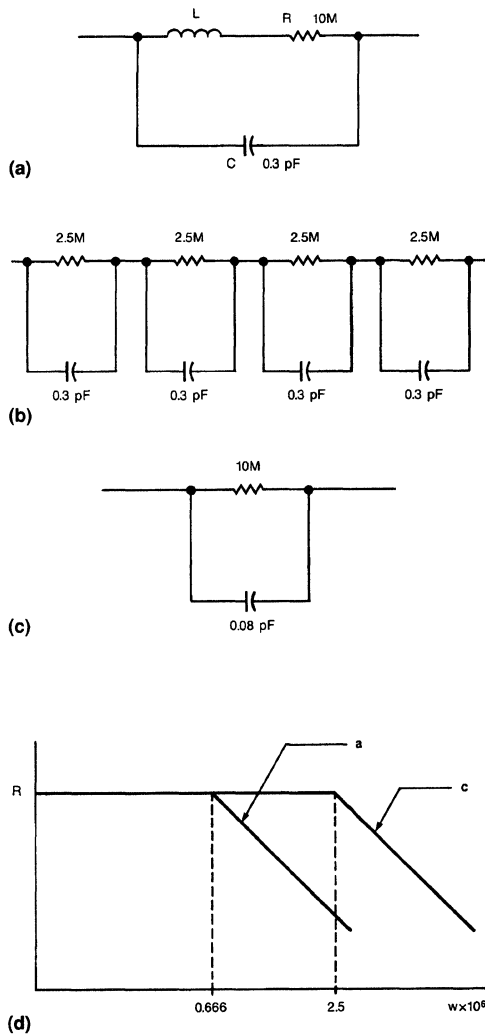 L
R 10M
C 0.3 pF
(a)
2.5M 2.5M 2.5M 2.5M
0.3 pF 0.3 pF 0.3 pF 0.3 pF
(b)
10M
0.08 pF
(c)
a
R
c
0.666 2.5 w×10⁶
(d)